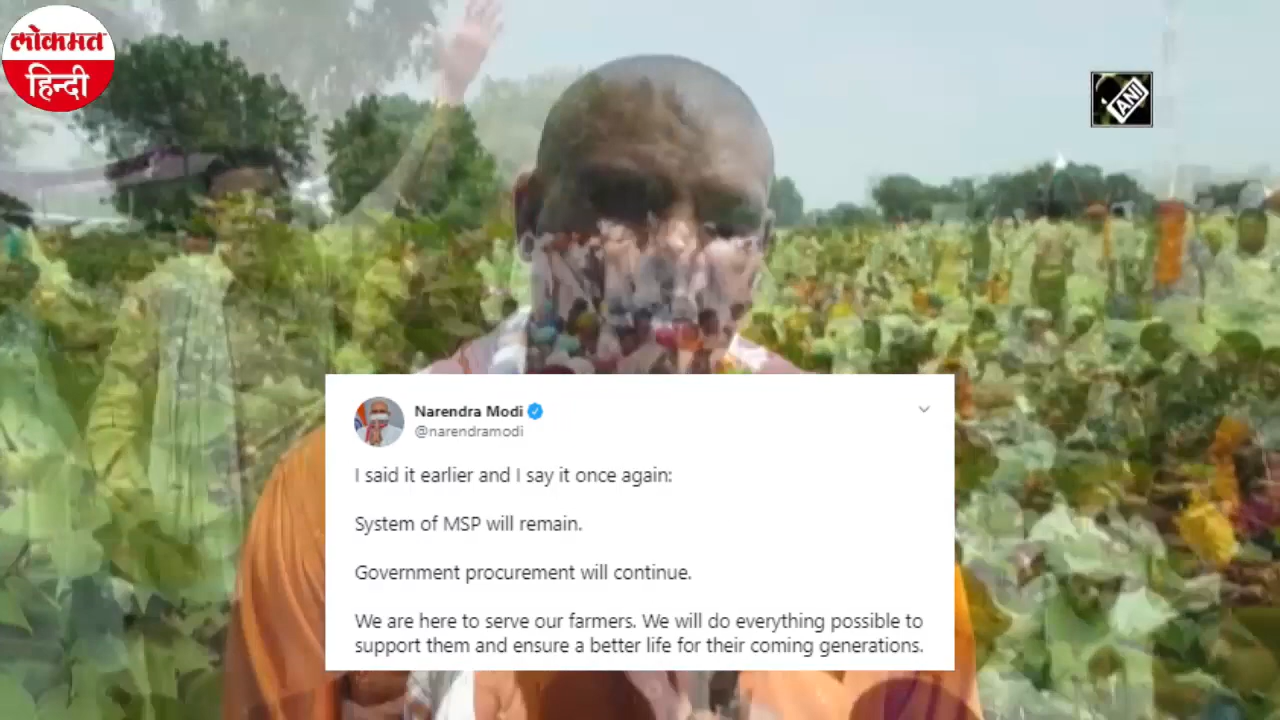 लोकमत
हिन्दी
ANI
Narendra Modi
@narendramodi
I said it earlier and I say it once again:
System of MSP will remain.
Government procurement will continue.
We are here to serve our farmers. We will do everything possible to
support them and ensure a better life for their coming generations.